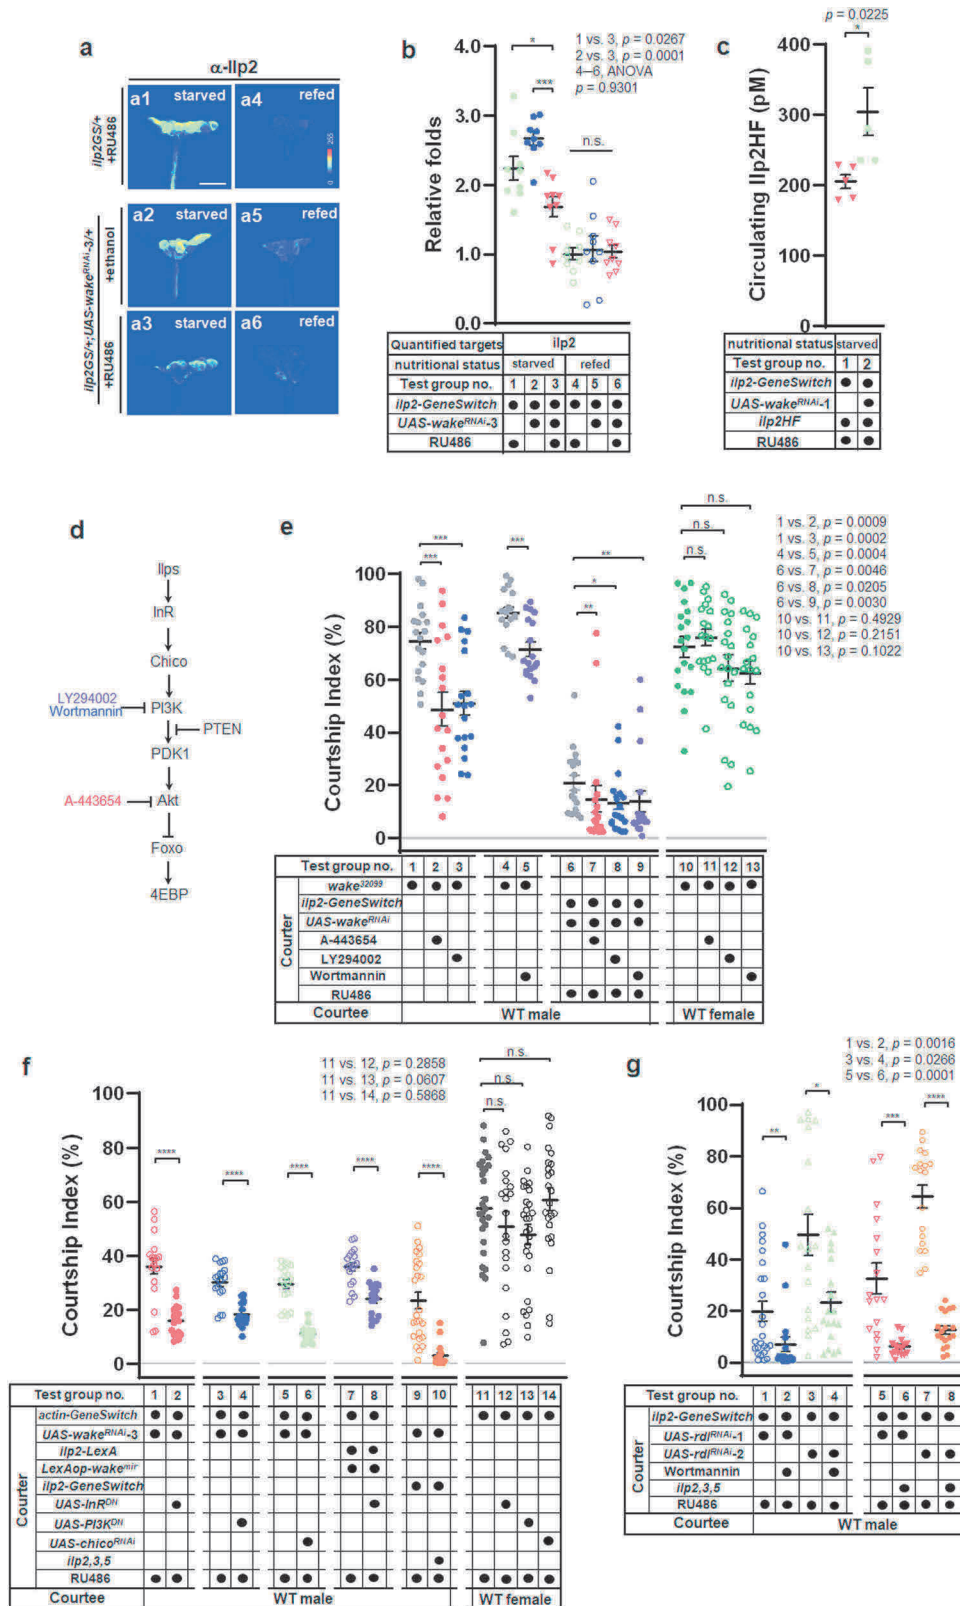 a
α-Ilp2
a1 starved
a4 refed
ilp2GS/+
+RU486
255
0
a2 starved
a5 refed
+ethanol
a3 starved
a6 refed
ilp2GS/+;UAS-wakeRNAi-3/+
+RU486
b
1 vs. 3, p = 0.0267
2 vs. 3, p = 0.0001
4–6, ANOVA
p = 0.9301
*
***
n.s.
Relative folds
4.0
3.0
2.0
1.0
0.0
Quantified targets ilp2
nutritional status starved refed
Test group no. 1 2 3 4 5 6
ilp2-GeneSwitch
UAS-wakeRNAi-3
RU486
c
p = 0.0225
*
Circulating Ilp2HF (pM)
400
300
200
100
0
nutritional status starved
Test group no. 1 2
ilp2-GeneSwitch
UAS-wakeRNAi-1
ilp2HF
RU486
d
Ilps
InR
Chico
LY294002
Wortmannin
PI3K
PTEN
PDK1
A-443654
Akt
Foxo
4EBP
e
1 vs. 2, p = 0.0009
1 vs. 3, p = 0.0002
4 vs. 5, p = 0.0004
6 vs. 7, p = 0.0046
6 vs. 8, p = 0.0205
6 vs. 9, p = 0.0030
10 vs. 11, p = 0.4929
10 vs. 12, p = 0.2151
10 vs. 13, p = 0.1022
***
***
***
**
*
**
n.s.
n.s.
n.s.
Courtship Index (%)
100
80
60
40
20
0
Test group no. 1 2 3 4 5 6 7 8 9 10 11 12 13
Courter
wake32099
ilp2-GeneSwitch
UAS-wakeRNAi
A-443654
LY294002
Wortmannin
RU486
Courtee WT male WT female
f
11 vs. 12, p = 0.2858
11 vs. 13, p = 0.0607
11 vs. 14, p = 0.5868
****
****
****
****
****
n.s.
n.s.
n.s.
Courtship Index (%)
100
80
60
40
20
0
Test group no. 1 2 3 4 5 6 7 8 9 10 11 12 13 14
Courter
actin-GeneSwitch
UAS-wakeRNAi-3
ilp2-LexA
LexAop-wakemir
ilp2-GeneSwitch
UAS-InRDN
UAS-PI3KDN
UAS-chicoRNAi
ilp2,3,5
RU486
Courtee WT male WT female
g
1 vs. 2, p = 0.0016
3 vs. 4, p = 0.0266
5 vs. 6, p = 0.0001
**
*
***
****
Courtship Index (%)
100
80
60
40
20
0
Test group no. 1 2 3 4 5 6 7 8
Courter
ilp2-GeneSwitch
UAS-rdlRNAi-1
UAS-rdlRNAi-2
Wortmannin
ilp2,3,5
RU486
Courtee WT male